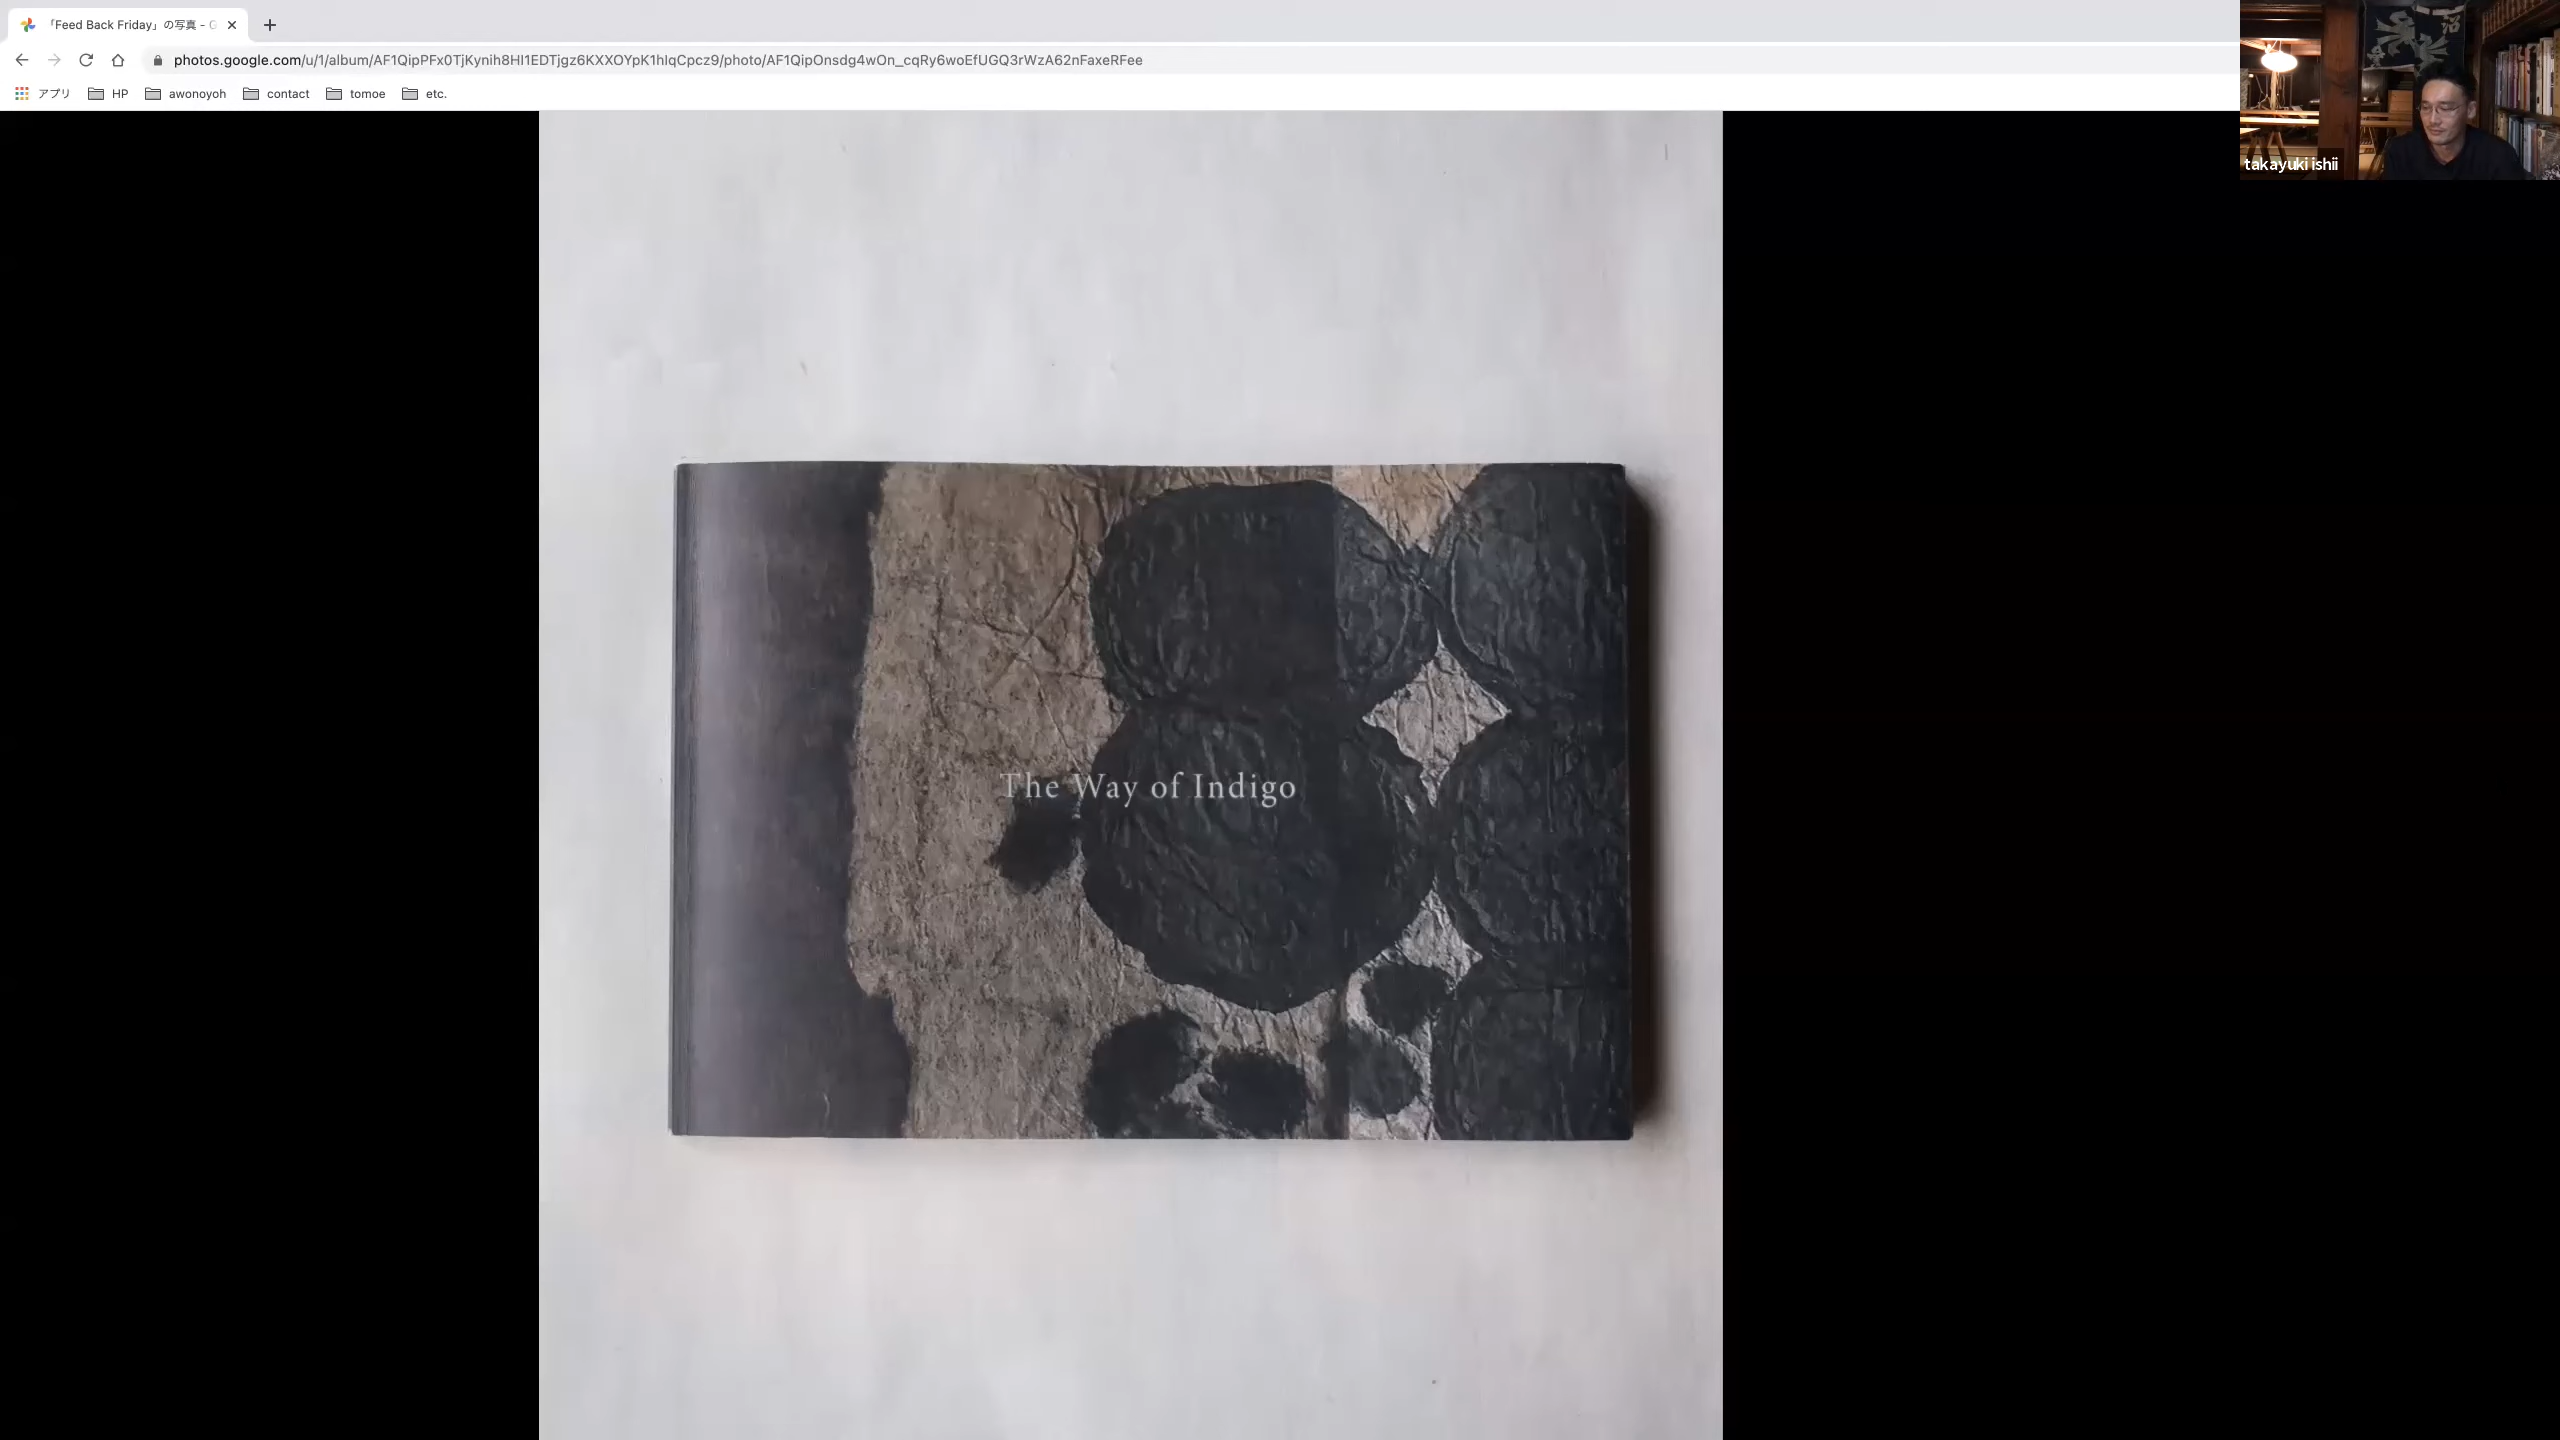 「Feed Back Friday」の写真 - G
photos.google.com/u/1/album/AF1QipPFx0TjKynih8HI1EDTjgz6KXXOYpK1hIqCpcz9/photo/AF1QipOnsdg4wOn_cqRy6woEfUGQ3rWzA62nFaxeRFee
アプリ HP awonoyoh contact tomoe etc.
takayuki ishii
The Way of Indigo